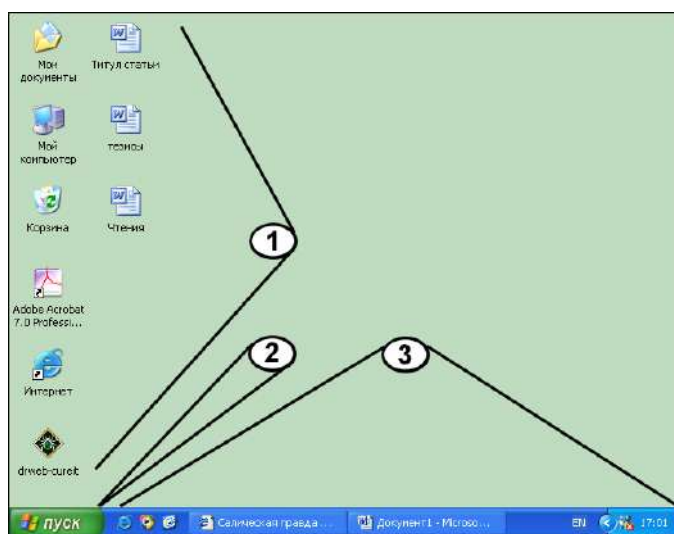 Мои
документы
Титул статьи
Мой
компьютер
тезисы
Корзина
Чтения
1
Adobe Acrobat
7.0 Professi...
2
3
Интернет
drweb-cureit
пуск
Салическая правда ...
Документ1 - Microso...
EN
17:01